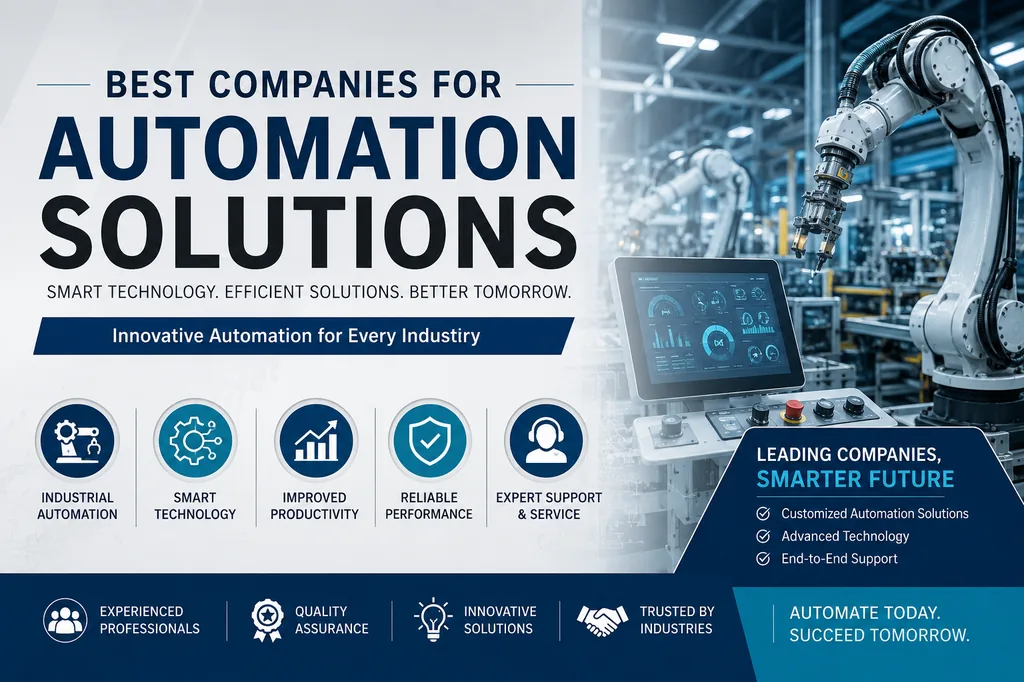 BEST COMPANIES FOR
AUTOMATION
SOLUTIONS
SMART TECHNOLOGY. EFFICIENT SOLUTIONS. BETTER TOMORROW.
Innovative Automation for Every Industiry
INDUSTRIAL
AUTOMATION
SMART
TECHNOLOGY
IMPROVED
PRODUCTIVITY
RELIABLE
PERFORMANCE
EXPERT SUPPORT
& SERVICE
LEADING COMPANIES,
SMARTER FUTURE
Customized Automation Solutions
Advanced Technology
End-to-End Support
EXPERIENCED
PROFESSIONALS
QUALITY
ASSURANCE
INNOVATIVE
SOLUTIONS
TRUSTED BY
INDUSTRIES
AUTOMATE TODAY.
SUCCEED TOMORROW.